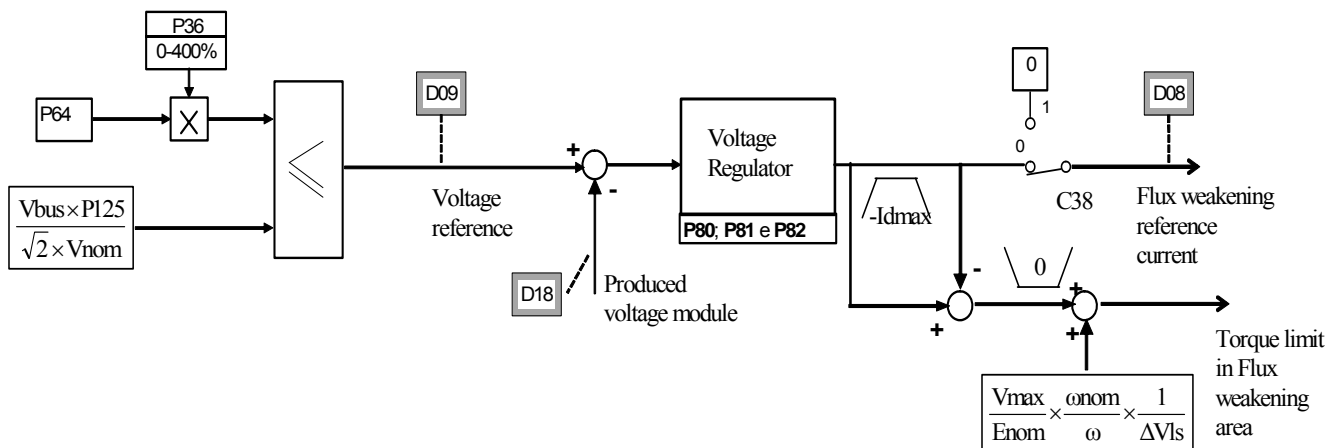 P36
0-400%
P64
X
≤
Vbus × P125
√2 × Vnom
D09
Voltage
reference
+
-
D18
Produced
voltage module
Voltage
Regulator
P80; P81 e P82
-Idmax
0
1
0
C38
D08
Flux weakening
reference
current
-
+
0
+
+
Vmax/Enom × ωnom/ω × 1/ΔVls
Torque limit
in Flux
weakening
area